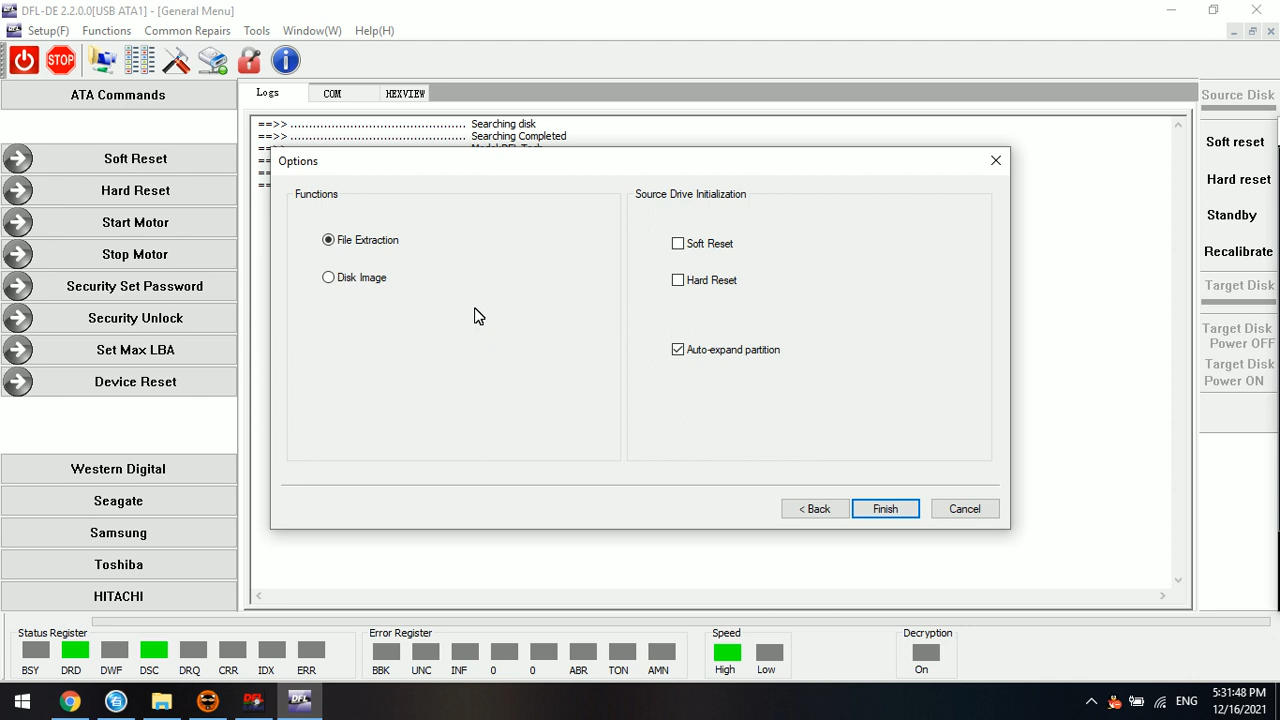 DFL-DE 2.2.0.0[USB ATA1] - [General Menu]
Setup(F) Functions Common Repairs Tools Window(W) Help(H)
STOP
ATA Commands
Soft Reset
Hard Reset
Start Motor
Stop Motor
Security Set Password
Security Unlock
Set Max LBA
Device Reset
Western Digital
Seagate
Samsung
Toshiba
HITACHI
Logs COM HEXVIEW
==>> ............................................... Searching disk
==>> ............................................... Searching Completed
==>>
==>>
==>>
==>>
Options
Functions
File Extraction
Disk Image
Source Drive Initialization
Soft Reset
Hard Reset
Auto-expand partition
< Back Finish Cancel
Source Disk
Soft reset
Hard reset
Standby
Recalibrate
Target Disk
Target Disk
Power OFF
Target Disk
Power ON
Status Register
BSY DRD DWF DSC DRQ CRR IDX ERR
Error Register
BBK UNC INF 0 0 ABR TON AMN
Speed
High Low
Decryption
On
DFL DFL
ENG
5:31:48 PM
12/16/2021